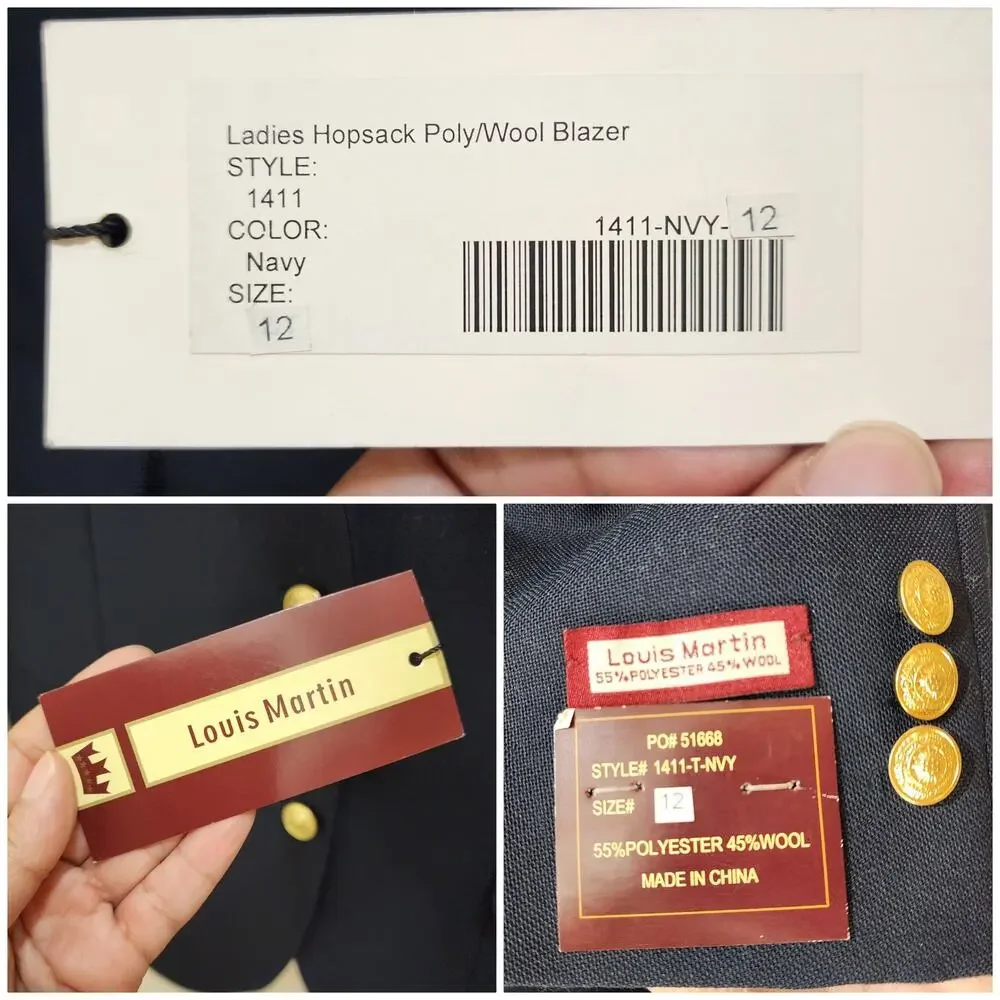 Ladies Hopsack Poly/Wool Blazer
STYLE:
1411
COLOR:
1411-NVY-12
Navy
SIZE:
12
Louis Martin
Louis Martin
55%POLYESTER 45%WOOL
PO# 51668
STYLE# 1411-T-NVY
SIZE# 12
55%POLYESTER 45%WOOL
MADE IN CHINA